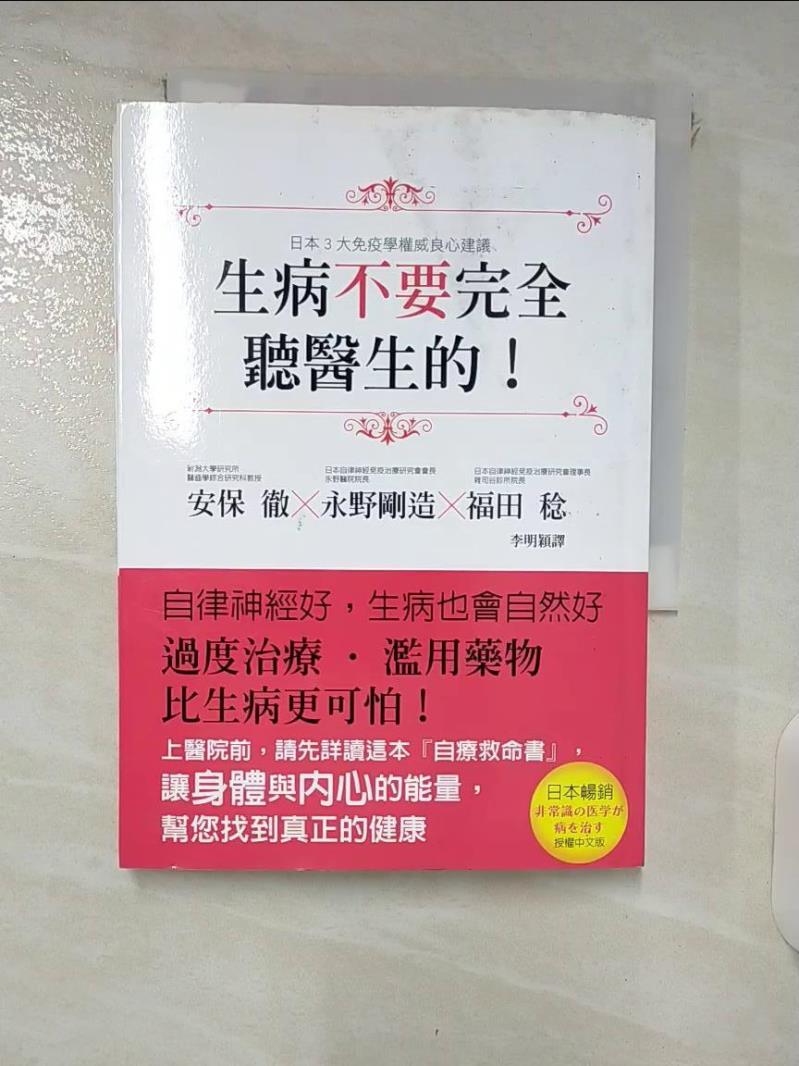 日本3大免疫學權威良心建議、
生病不要完全
聽醫生的！
新潟大學研究所
醫齒學綜合研究科教授
安保 徹
日本自律神經免疫治療研究會會長
永野醫院院長
×永野剛造×
日本自律神經免疫治療研究會理事長
雜司谷診所院長
福田 稔
李明穎譯
自律神經好，生病也會自然好
過度治療・濫用藥物
比生病更可怕！
上醫院前，請先詳讀這本『自療救命書』，
讓身體與內心的能量，
幫您找到真正的健康
日本暢銷
非常識の医学が
病を治す
授權中文版